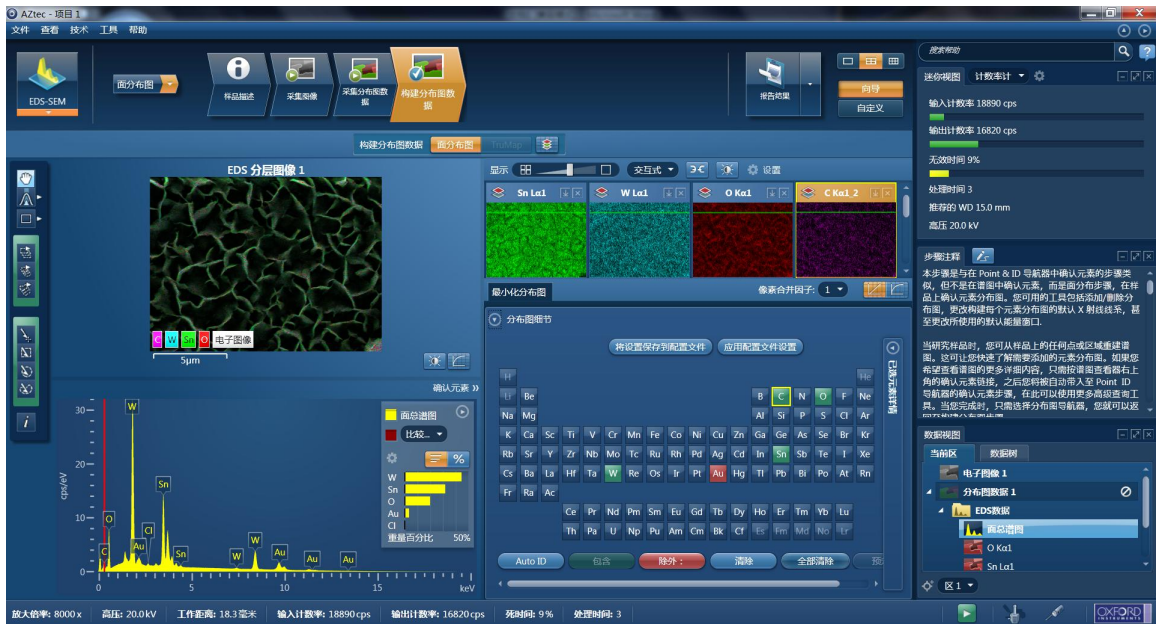 AZtec - 项目 1
文件 查看 技术 工具 帮助
EDS-SEM
面分布图
样品描述
采集图像
采集分布图数据
构建分布图数据
报告结果
向导
自定义
搜索帮助
构建分布图数据 面分布图 TruMap
迷你视图 计数率计
输入计数率 18890 cps
输出计数率 16820 cps
无效时间 9%
处理时间 3
推荐的 WD 15.0 mm
高压 20.0 kV
EDS 分层图像 1
C W Sn O 电子图像
5μm
显示 交互式 设置
Sn Lα1
W Lα1
O Kα1
C Kα1_2
最小化分布图
像素合并因子: 1
分布图细节
将设置保存到配置文件 应用配置文件设置
已选元素详情
H He
Li Be B C N O F Ne
Na Mg Al Si P S Cl Ar
K Ca Sc Ti V Cr Mn Fe Co Ni Cu Zn Ga Ge As Se Br Kr
Rb Sr Y Zr Nb Mo Tc Ru Rh Pd Ag Cd In Sn Sb Te I Xe
Cs Ba La Hf Ta W Re Os Ir Pt Au Hg Tl Pb Bi Po At Rn
Fr Ra Ac
Ce Pr Nd Pm Sm Eu Gd Tb Dy Ho Er Tm Yb Lu
Th Pa U Np Pu Am Cm Bk Cf Es Fm Md No Lr
Auto ID 包含 除外： 清除 全部清除 预
确认元素 »
面总谱图
比较...
%
W
Sn
O
Au
Cl
重量百分比 50%
cps/eV
30
20
10
0
W
Sn
O
Cl
C
Au
Sn
W
W
Au
Au
Au
0 5 10 15 keV
步骤注释
本步骤是与在 Point & ID 导航器中确认元素的步骤类
似，但不是在谱图中确认元素，而是面分布步骤，在样
品上确认元素分布图。您可用的工具包括添加/删除分
布图，更改构建每个元素分布图的默认 X 射线线系，甚
至更改所使用的默认能量窗口.
当研究样品时，您可从样品上的任何点或区域重建谱
图。这可让您快速了解需要添加的元素分布图。如果您
希望查看谱图的更多详细内容，只需按谱图查看器右上
角的确认元素链接，之后您将被自动带入至 Point ID
导航器的确认元素步骤，在此可以使用更多高级查询工
具。当您完成时，只需选择分布图导航器，您就可以返
数据视图
当前区 数据树
电子图像 1
分布图数据 1
EDS数据
面总谱图
O Kα1
Sn Lα1
区 1
放大倍率: 8000 x 高压: 20.0 kV 工作距离: 18.3 毫米 输入计数率: 18890 cps 输出计数率: 16820 cps 死时间: 9 % 处理时间: 3
OXFORD
INSTRUMENTS